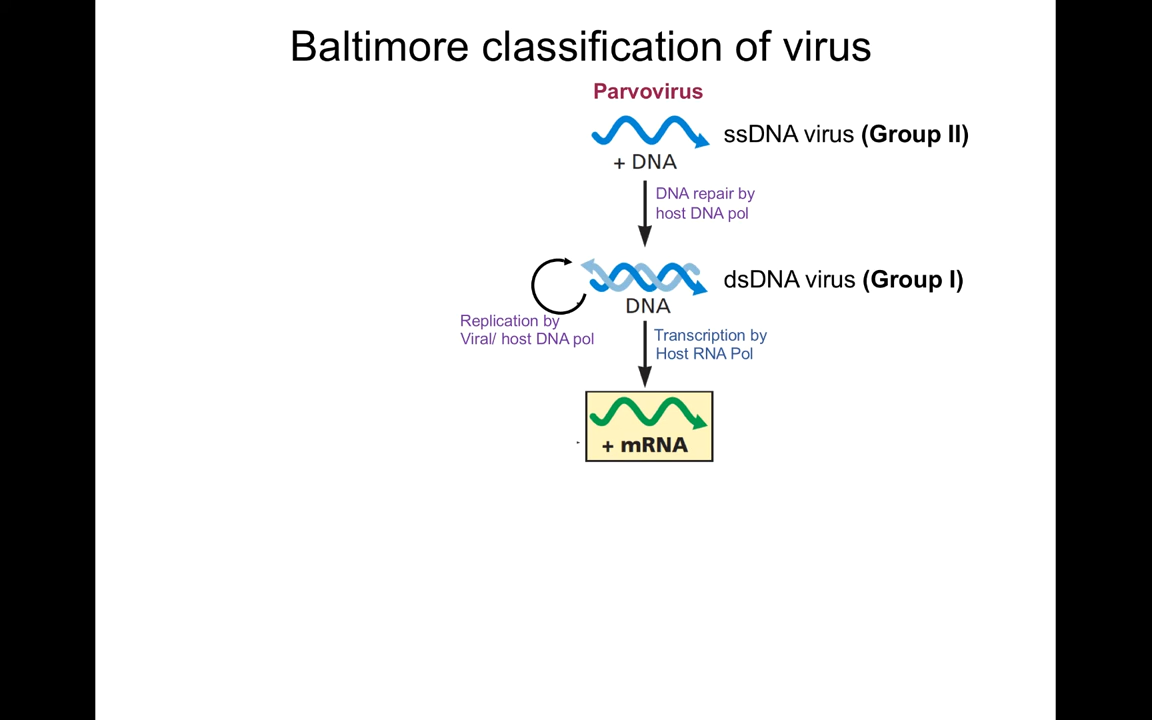 Baltimore classification of virus
Parvovirus
ssDNA virus (Group II)
+ DNA
DNA repair by
host DNA pol
dsDNA virus (Group I)
DNA
Replication by
Viral/ host DNA pol
Transcription by
Host RNA Pol
+ mRNA